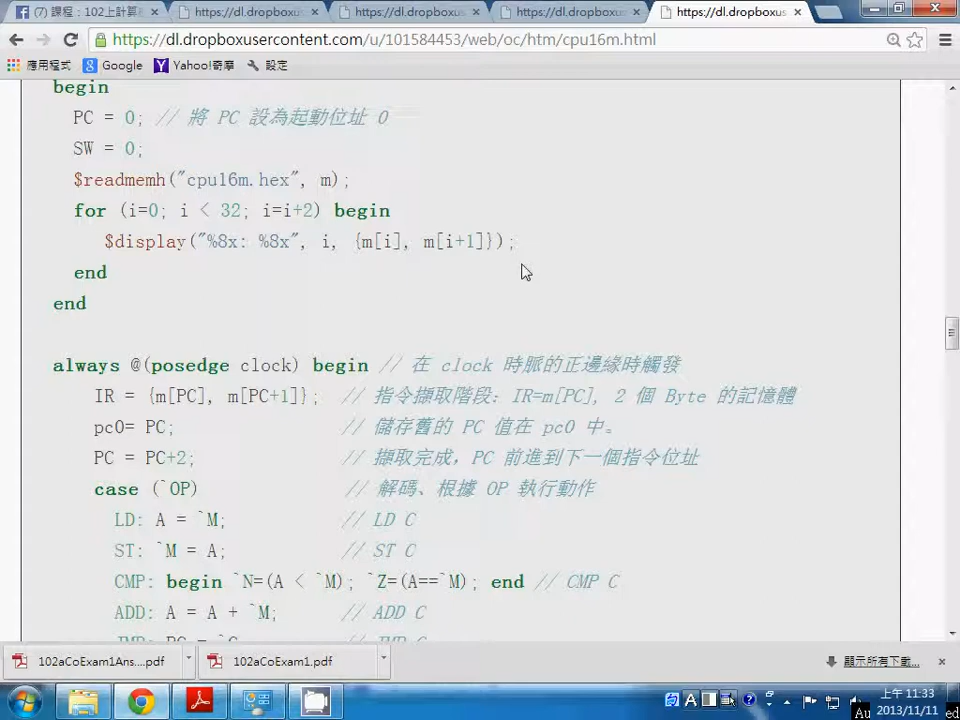 (7) 課程：102上計算
https://dl.dropboxus
https://dl.dropboxus
https://dl.dropboxus
https://dl.dropboxus
https://dl.dropboxusercontent.com/u/101584453/web/oc/htm/cpu16m.html
應用程式 Google Yahoo!奇摩 設定
begin
PC = 0; // 將 PC 設為起動位址 0
SW = 0;
$readmemh("cpu16m.hex", m);
for (i=0; i < 32; i=i+2) begin
$display("%8x: %8x", i, {m[i], m[i+1]});
end
end
always @(posedge clock) begin // 在 clock 時脈的正邊緣時觸發
IR = {m[PC], m[PC+1]}; // 指令擷取階段：IR=m[PC], 2 個 Byte 的記憶體
pc0= PC; // 儲存舊的 PC 值在 pc0 中。
PC = PC+2; // 擷取完成，PC 前進到下一個指令位址
case (`OP) // 解碼、根據 OP 執行動作
LD: A = `M; // LD C
ST: `M = A; // ST C
CMP: begin `N=(A < `M); `Z=(A==`M); end // CMP C
ADD: A = A + `M; // ADD C
JMP: PC = `C // JMP C
102aCoExam1Ans....pdf
102aCoExam1.pdf
顯示所有下載...
A
上午 11:33
2013/11/11
Au
ed